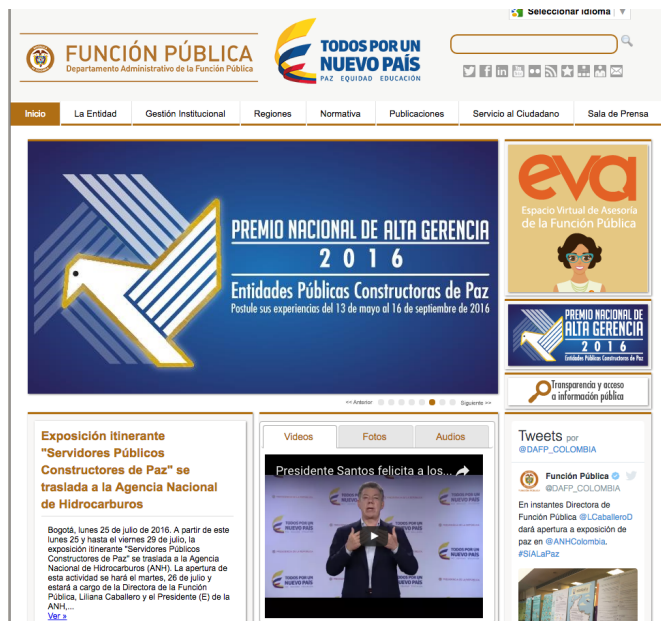 Seleccionar idioma
FUNCIÓN PÚBLICA
Departamento Administrativo de la Función Pública
TODOS POR UN
NUEVO PAÍS
PAZ EQUIDAD EDUCACIÓN
Inicio La Entidad Gestión Institucional Regiones Normativa Publicaciones Servicio al Ciudadano Sala de Prensa
PREMIO NACIONAL DE ALTA GERENCIA
2016
Entidades Públicas Constructoras de Paz
Postule sus experiencias del 13 de mayo al 16 de septiembre de 2016
<< Anterior Siguiente >>
eva
Espacio Virtual de Asesoría
de la Función Pública
PREMIO NACIONAL DE
ALTA GERENCIA
2016
Entidades Públicas Constructoras de Paz
Transparencia y acceso
a información pública
Exposición itinerante
"Servidores Públicos
Constructores de Paz" se
traslada a la Agencia Nacional
de Hidrocarburos
Bogotá, lunes 25 de julio de 2016. A partir de este
lunes 25 y hasta el viernes 29 de julio, la
exposición itinerante "Servidores Públicos
Constructores de Paz" se traslada a la Agencia
Nacional de Hidrocarburos (ANH). La apertura de
esta actividad se hará el martes, 26 de julio y
estará a cargo de la Directora de la Función
Pública, Liliana Caballero y el Presidente (E) de la
ANH,...
Ver »
Videos Fotos Audios
Presidente Santos felicita a los...
TODOS POR UN
NUEVO PAÍS
Tweets por
@DAFP_COLOMBIA
Función Pública
@DAFP_COLOMBIA
En instantes Directora de
Función Pública @LCaballeroD
dará apertura a exposición de
paz en @ANHColombia.
#SíALaPaz